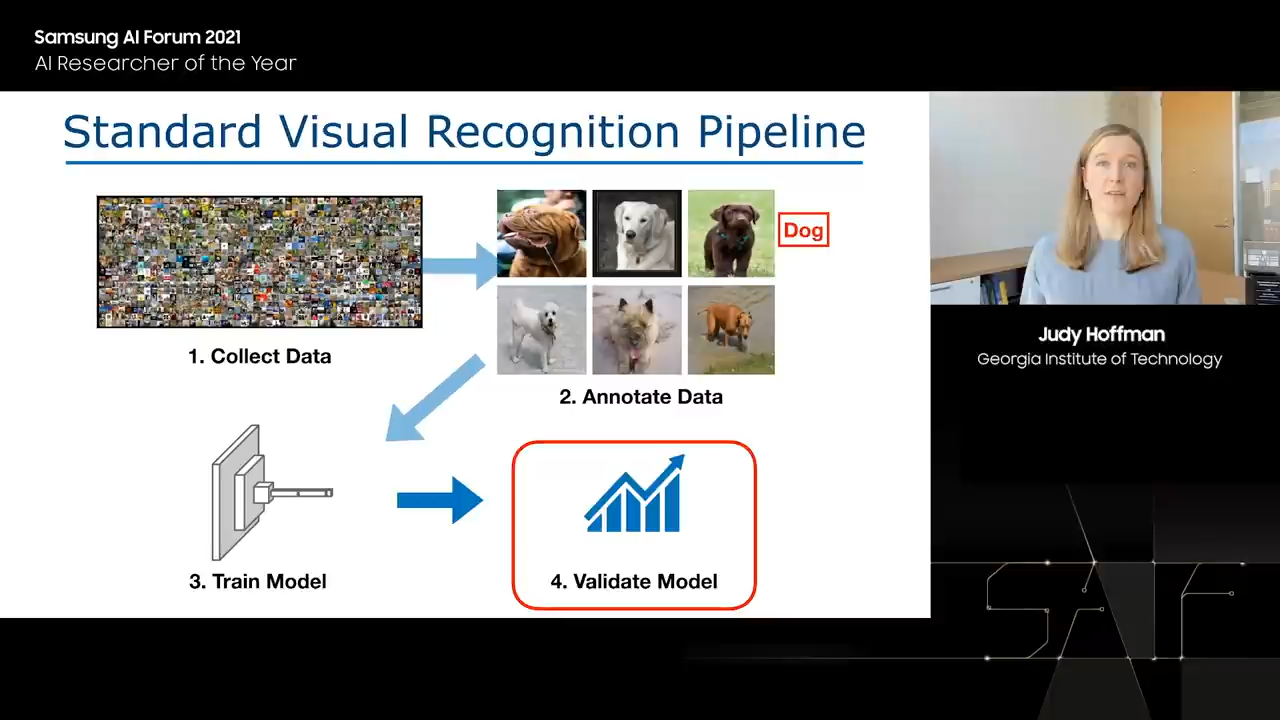 Samsung AI Forum 2021
AI Researcher of the Year
Standard Visual Recognition Pipeline
Dog
1. Collect Data
2. Annotate Data
3. Train Model
4. Validate Model
Judy Hoffman
Georgia Institute of Technology
SAIF